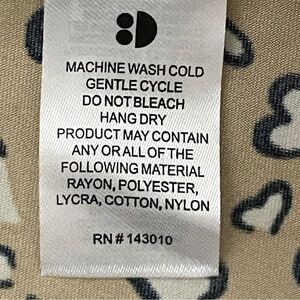 MACHINE WASH COLD
GENTLE CYCLE
DO NOT BLEACH
HANG DRY
PRODUCT MAY CONTAIN
ANY OR ALL OF THE
FOLLOWING MATERIAL
RAYON, POLYESTER,
LYCRA, COTTON, NYLON
RN # 143010